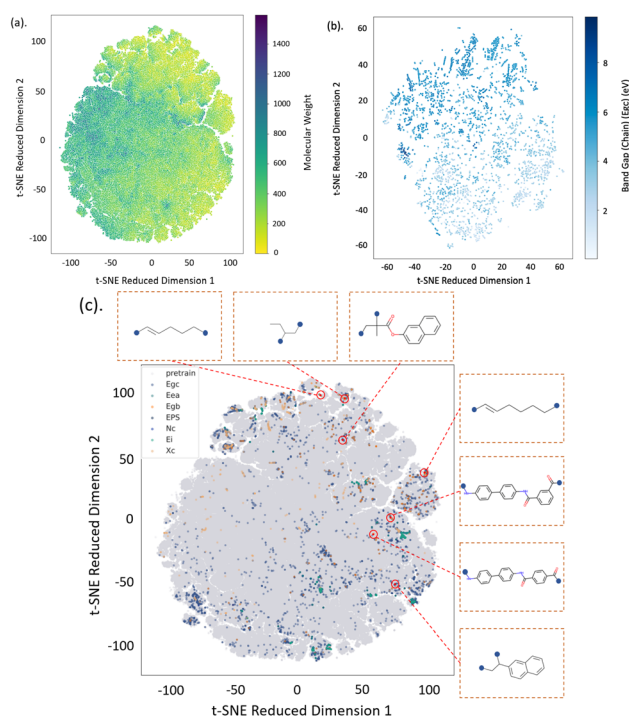 (a).
t-SNE Reduced Dimension 2
100
50
0
-50
-100
-100 -50 0 50 100
t-SNE Reduced Dimension 1
1400
1200
1000
800
600
400
200
0
Molecular Weight
(b).
t-SNE Reduced Dimension 2
60
40
20
0
-20
-40
-60
-60 -40 -20 0 20 40 60
t-SNE Reduced Dimension 1
8
6
4
2
Band Gap (Chain) (Egc) (eV)
(c).
pretrain
Egc
Eea
Egb
EPS
Nc
Ei
Xc
t-SNE Reduced Dimension 2
100
50
0
-50
-100
-100 -50 0 50 100
t-SNE Reduced Dimension 1